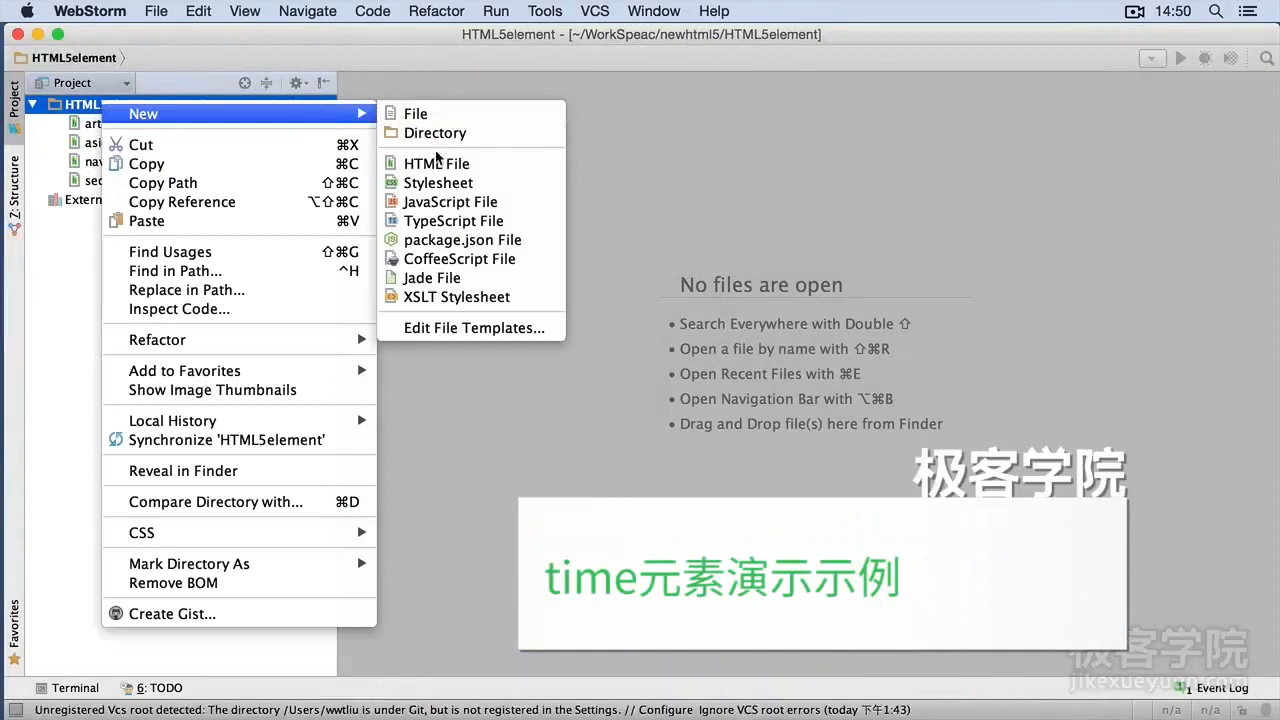 WebStorm File Edit View Navigate Code Refactor Run Tools VCS Window Help 14:50
HTML5element - [~/WorkSpeac/newhtml5/HTML5element]
HTML5element
Project
Project
Z: Structure
Favorites
HTML
art
asi
nav
sec
Extern
New
Cut ⌘X
Copy ⌘C
Copy Path ⇧⌘C
Copy Reference ⌥⇧⌘C
Paste ⌘V
Find Usages ⇧⌘G
Find in Path... ^H
Replace in Path...
Inspect Code...
Refactor
Add to Favorites
Show Image Thumbnails
Local History
Synchronize 'HTML5element'
Reveal in Finder
Compare Directory with... ⌘D
CSS
Mark Directory As
Remove BOM
Create Gist...
File
Directory
HTML File
Stylesheet
JavaScript File
TypeScript File
package.json File
CoffeeScript File
Jade File
XSLT Stylesheet
Edit File Templates...
No files are open
• Search Everywhere with Double ⇧
• Open a file by name with ⇧⌘R
• Open Recent Files with ⌘E
• Open Navigation Bar with ⌥⌘B
• Drag and Drop file(s) here from Finder
极客学院
time元素演示示例
极客学院
jikexueyuan.com
Terminal 6: TODO 1 Event Log
Unregistered Vcs root detected: The directory /Users/wwtliu is under Git, but is not registered in the Settings. // Configure Ignore VCS root errors (today 下午1:43) n/a n/a